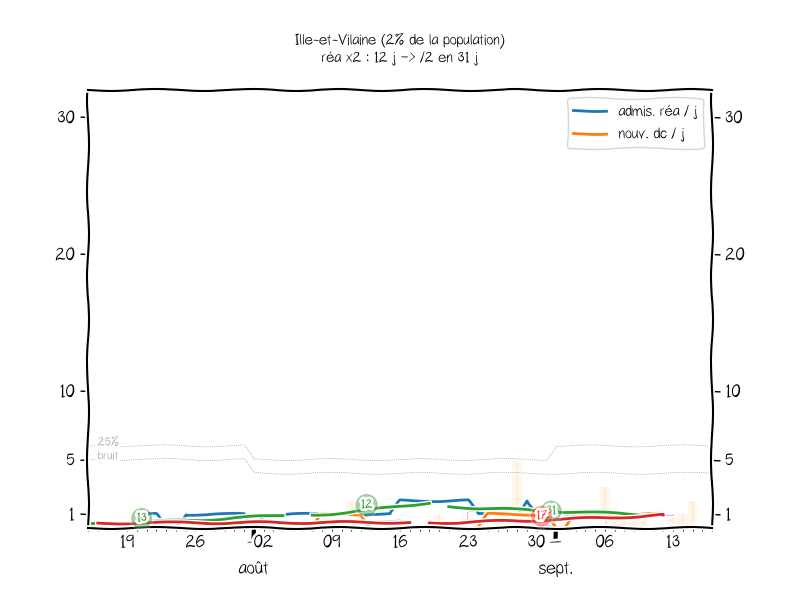 Ille-et-Vilaine (2% de la population)
réa x2 : 12 j -> /2 en 31 j
admis. réa / j
nouv. dc / j
30 30
20 20
10 10
25%
bruit
5 5
12
13 17 31
1 1
19 26 02 09 16 23 30 06 13
août sept.